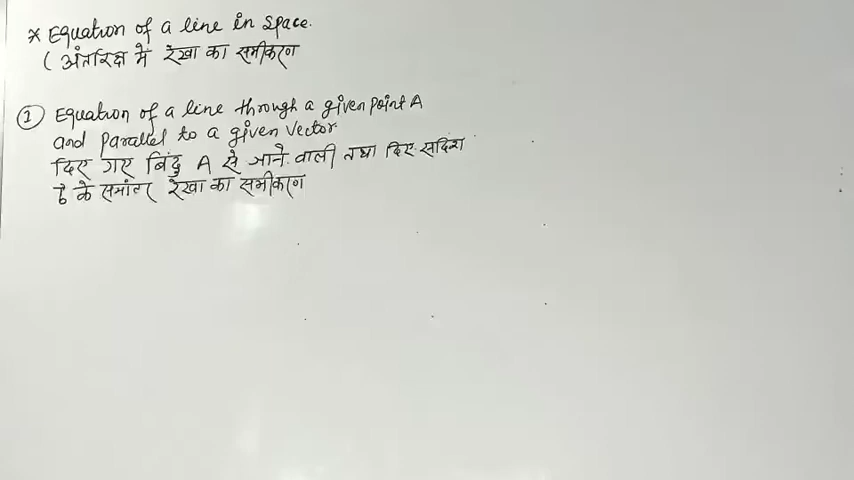 * Equation of a line in space.
( अंतरिक्ष में रेखा का समीकरण
① Equation of a line through a given point A
and parallel to a given vector.
दिए गए बिंदु A से जाने वाली तथा दिए सदिश
b⃗ के समांतर रेखा का समीकरण